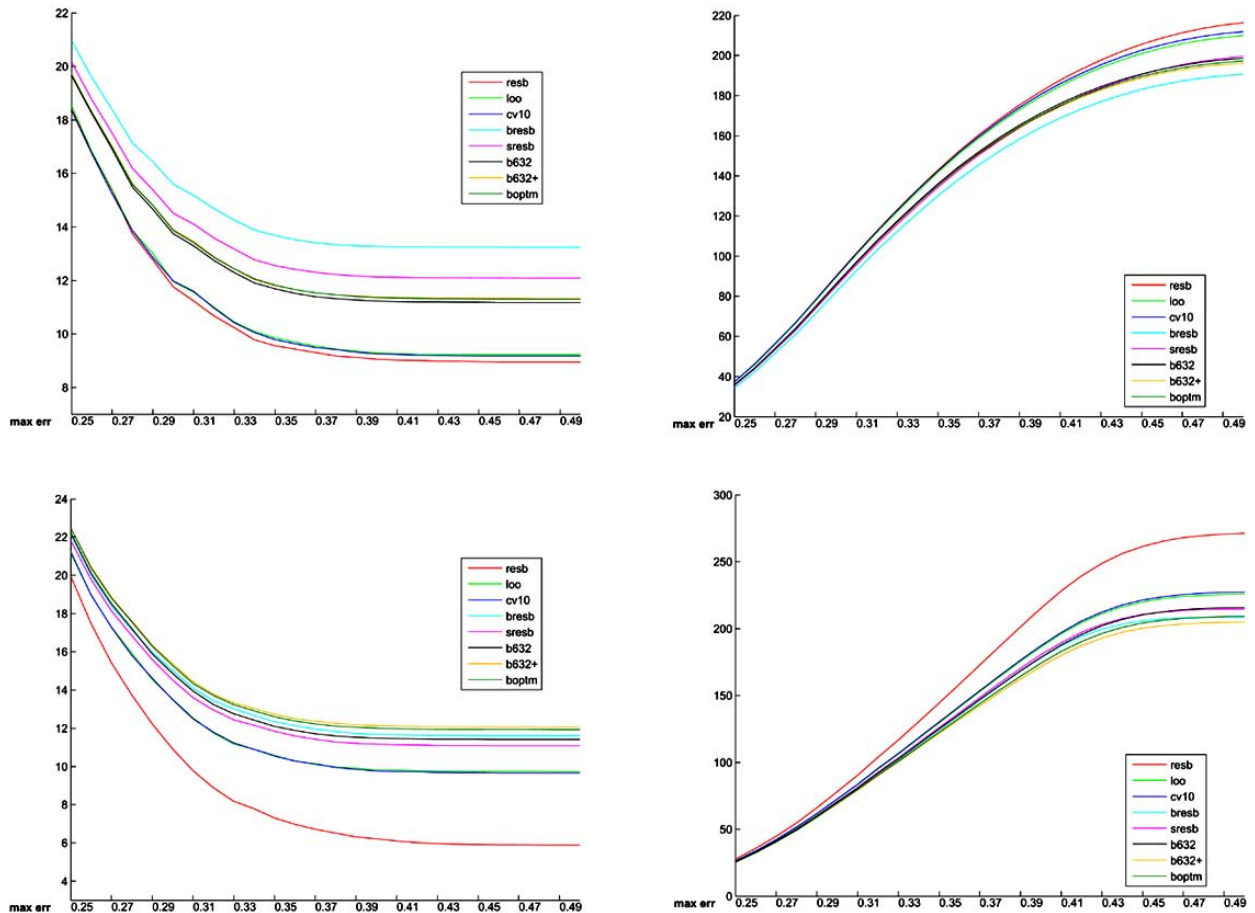 22
20
18
16
14
12
10
8
resb
loo
cv10
bresb
sresb
b632
b632+
boptm
max err 0.25 0.27 0.29 0.31 0.33 0.35 0.37 0.39 0.41 0.43 0.45 0.47 0.49
220
200
180
160
140
120
100
80
60
40
20
resb
loo
cv10
bresb
sresb
b632
b632+
boptm
max err 0.25 0.27 0.29 0.31 0.33 0.35 0.37 0.39 0.41 0.43 0.45 0.47 0.49
24
22
20
18
16
14
12
10
8
6
4
resb
loo
cv10
bresb
sresb
b632
b632+
boptm
max err 0.25 0.27 0.29 0.31 0.33 0.35 0.37 0.39 0.41 0.43 0.45 0.47 0.49
300
250
200
150
100
50
0
resb
loo
cv10
bresb
sresb
b632
b632+
boptm
max err 0.25 0.27 0.29 0.31 0.33 0.35 0.37 0.39 0.41 0.43 0.45 0.47 0.49